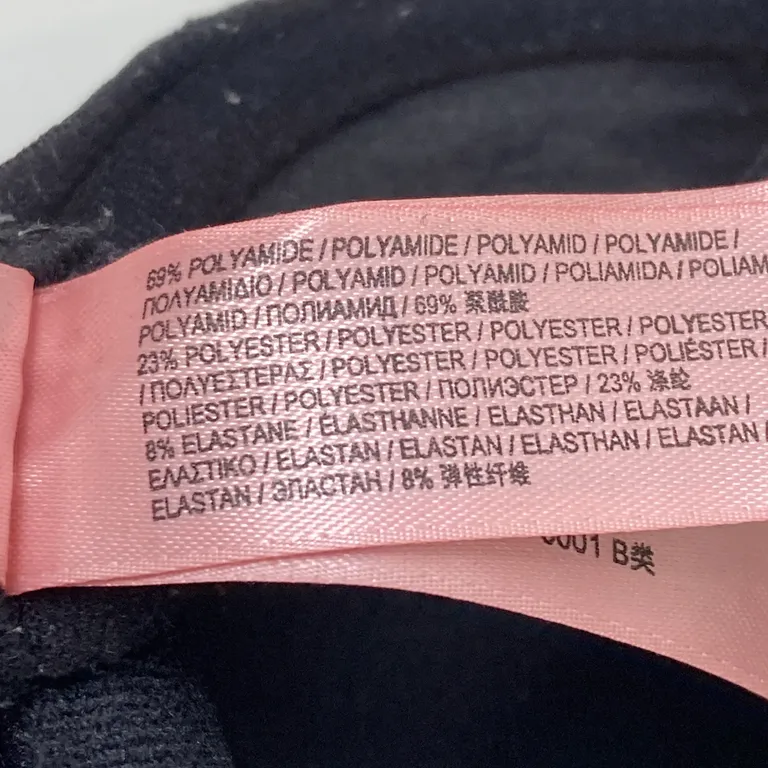 69% POLYAMIDE / POLYAMIDE / POLYAMID / POLYAMIDE /
ΠΟΛΥΑΜΙΔΙΟ / POLYAMID / POLYAMID / POLIAMIDA / POLIAM
POLYAMID / ПОЛИАМИД / 69% 聚酰胺
23% POLYESTER / POLYESTER / POLYESTER / POLYESTER
/ ΠΟΛΥΕΣΤΕΡΑΣ / POLYESTER / POLYESTER / POLIÉSTER /
POLIESTER / POLYESTER / ПОЛИЭСТЕР / 23% 涤纶
8% ELASTANE / ÉLASTHANNE / ELASTHAN / ELASTAAN /
ΕΛΑΣΤΙΚΟ / ELASTAN / ELASTAN / ELASTHAN / ELASTAN /
ELASTAN / ЭЛАСТАН / 8% 弹性纤维
B类